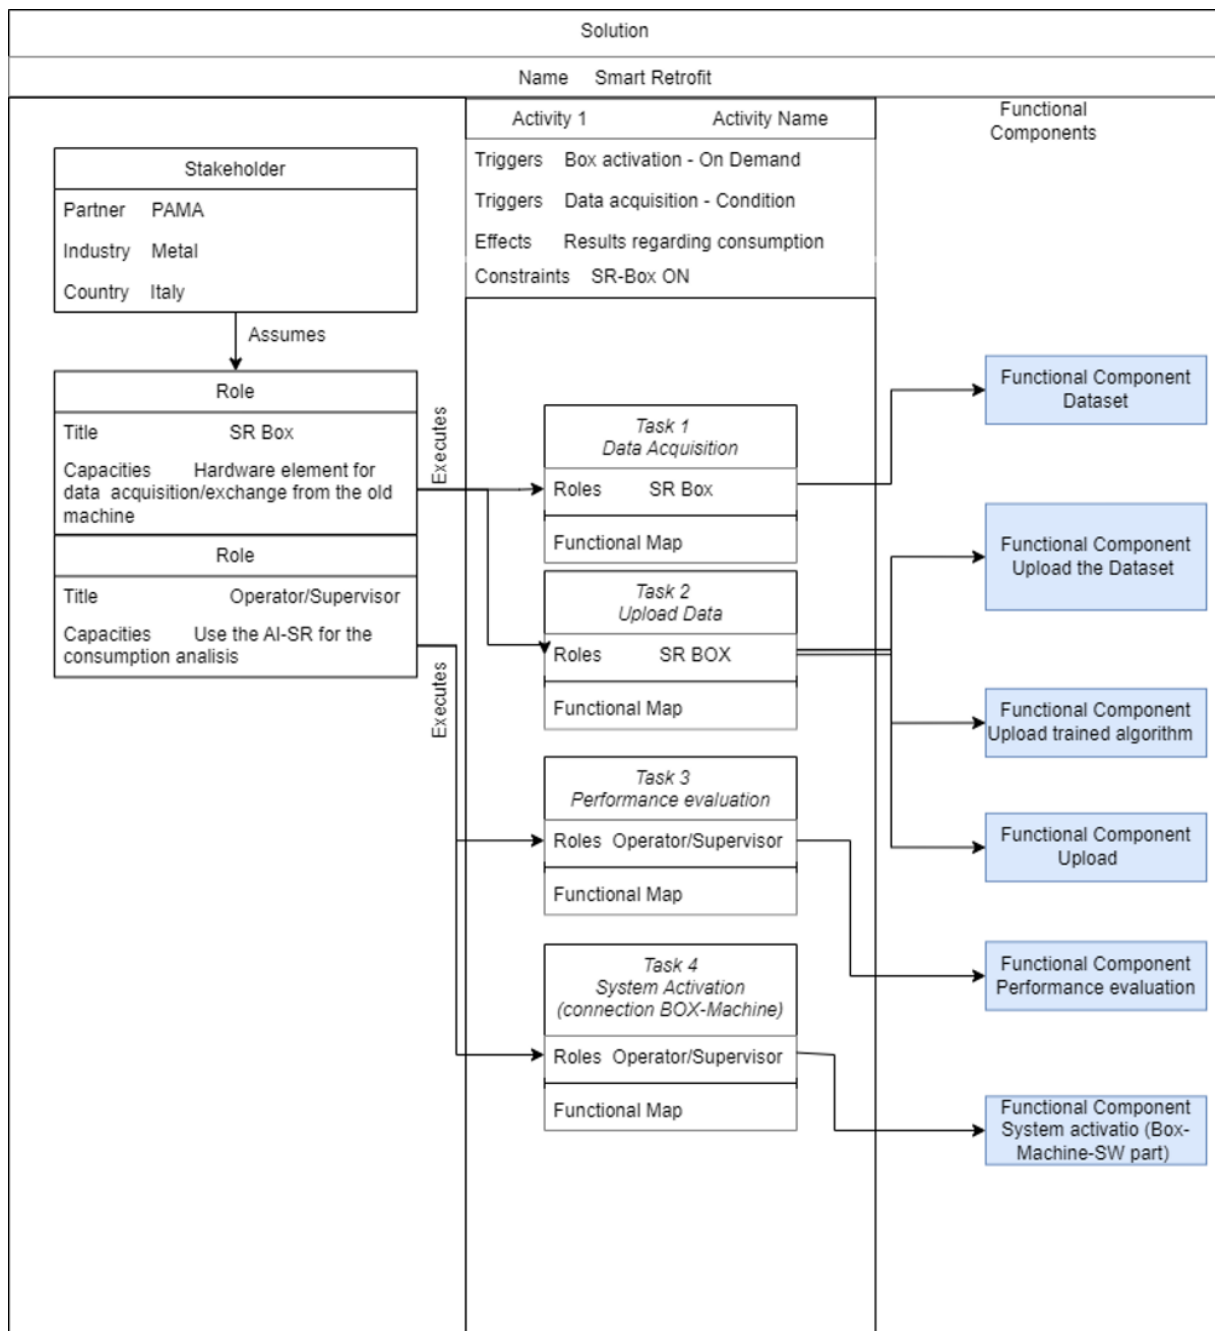 Solution
Name Smart Retrofit
Activity 1 Activity Name
Triggers Box activation - On Demand
Triggers Data acquisition - Condition
Effects Results regarding consumption
Constraints SR-Box ON
Functional
Components
Stakeholder
Partner PAMA
Industry Metal
Country Italy
Assumes
Role
Title SR Box
Capacities Hardware element for
data acquisition/exchange from the old
machine
Role
Title Operator/Supervisor
Capacities Use the AI-SR for the
consumption analisis
Executes
Executes
Task 1
Data Acquisition
Roles SR Box
Functional Map
Task 2
Upload Data
Roles SR BOX
Functional Map
Task 3
Performance evaluation
Roles Operator/Supervisor
Functional Map
Task 4
System Activation
(connection BOX-Machine)
Roles Operator/Supervisor
Functional Map
Functional Component
Dataset
Functional Component
Upload the Dataset
Functional Component
Upload trained algorithm
Functional Component
Upload
Functional Component
Performance evaluation
Functional Component
System activatio (Box-
Machine-SW part)